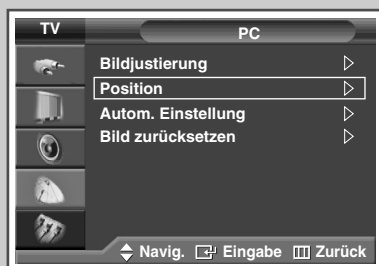 TV
PC
Bildjustierung
Position
Autom. Einstellung
Bild zurücksetzen
Navig. Eingabe Zurück